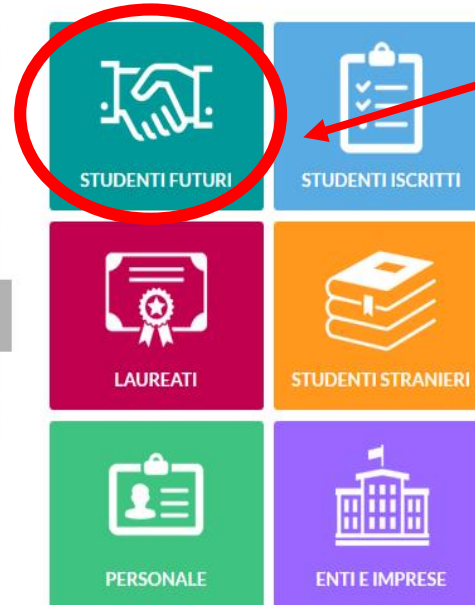 STUDENTI FUTURI
STUDENTI ISCRITTI
LAUREATI
STUDENTI STRANIERI
PERSONALE
ENTI E IMPRESE